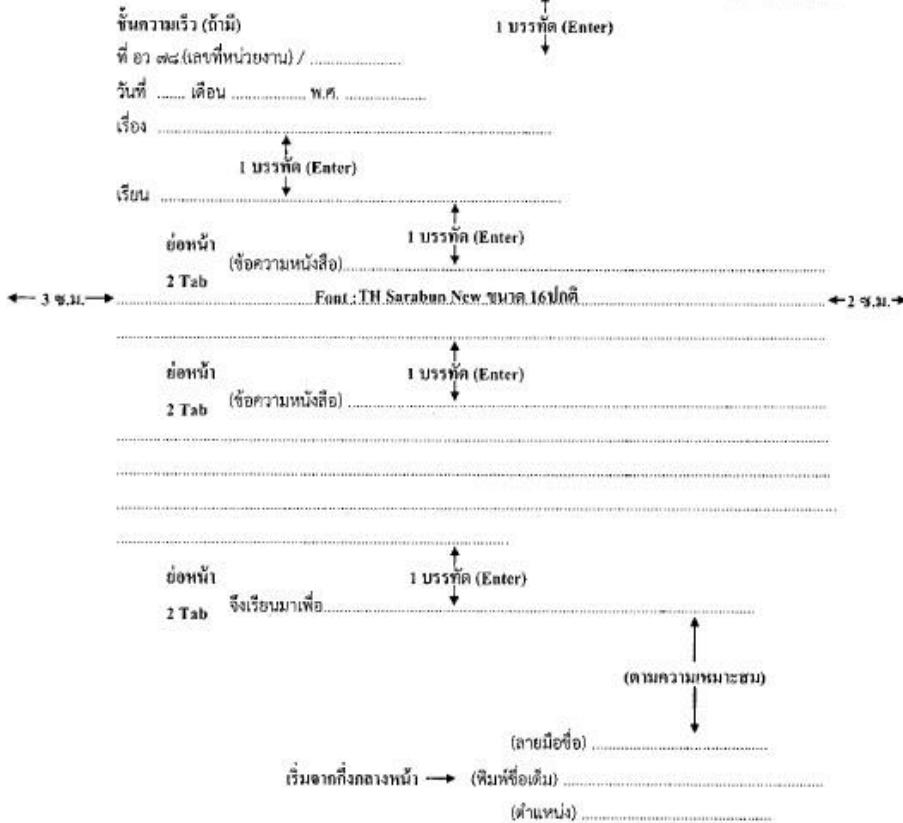 1 บรรทัด (Enter)
ชั้นความเร็ว (ถ้ามี)
ที่ อว ๗๘.(เลขที่หน่วยงาน) / ......................
วันที่ ....... เดือน .................. พ.ศ. ....................
เรื่อง ........................................................................
1 บรรทัด (Enter)
เรียน ........................................................................
1 บรรทัด (Enter)
ย่อหน้า
2 Tab
(ข้อความหนังสือ)........................................................................
3 ซ.ม. Font : TH Sarabun New ขนาด 16ปกติ 2 ซ.ม.
1 บรรทัด (Enter)
ย่อหน้า
2 Tab
(ข้อความหนังสือ) ........................................................................
1 บรรทัด (Enter)
ย่อหน้า
2 Tab
จึงเรียนมาเพื่อ........................................................................
(ตามความเหมาะสม)
(ลายมือชื่อ) ..........................................
เริ่มจากกึ่งกลางหน้า → (พิมพ์ชื่อเต็ม) ..........................................
(ตำแหน่ง) ..........................................